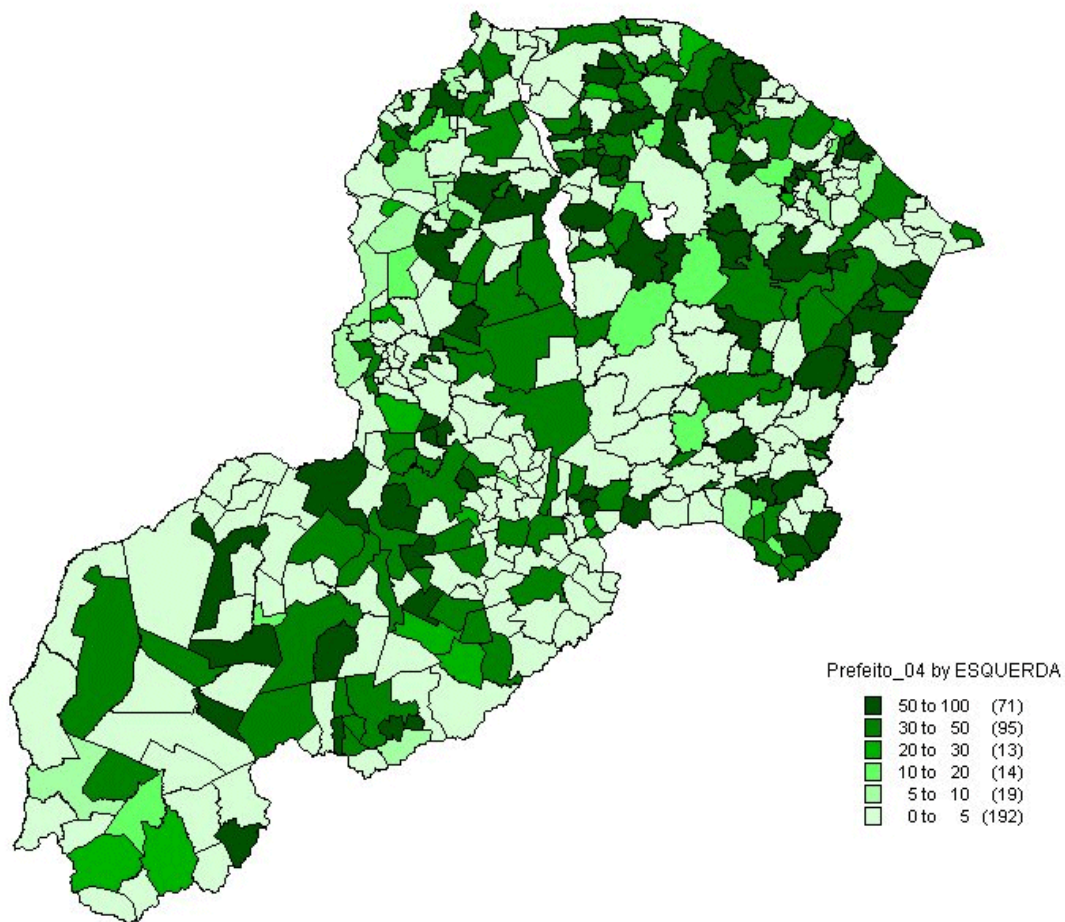 Prefeito_04 by ESQUERDA
50 to 100 (71)
30 to 50 (95)
20 to 30 (13)
10 to 20 (14)
5 to 10 (19)
0 to 5 (192)